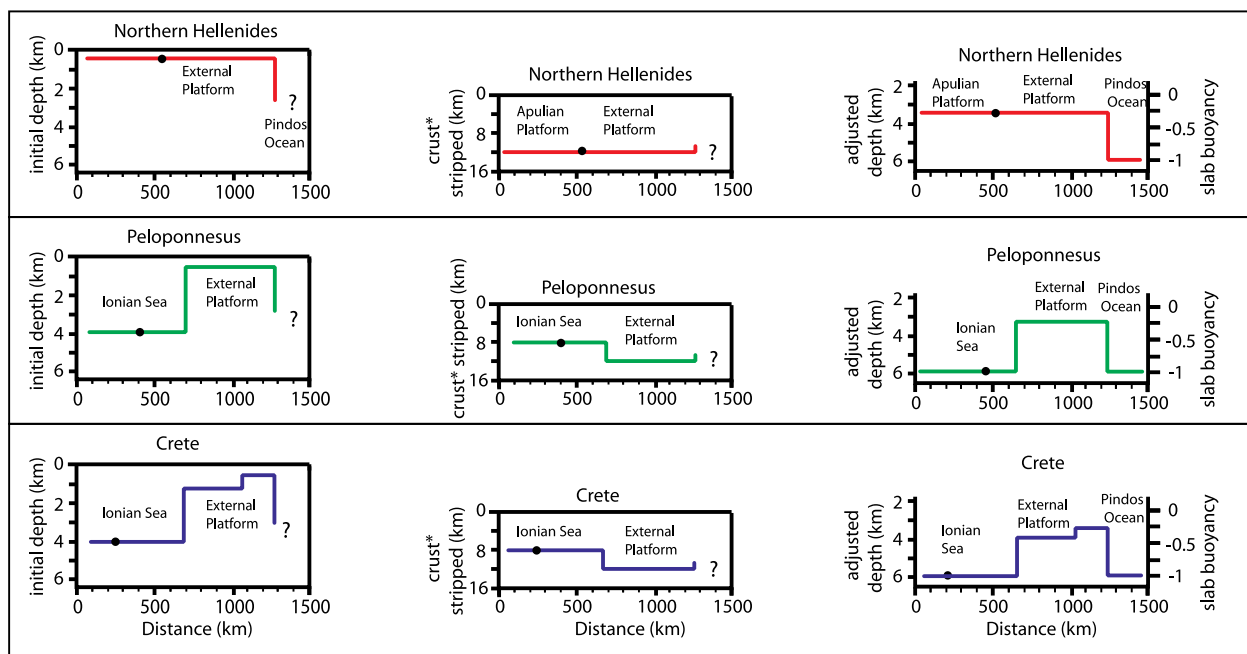 Northern Hellenides
initial depth (km)
0
2
4
6
External
Platform
?
Pindos
Ocean
0
500
1000
1500
Northern Hellenides
crust*
stripped (km)
0
8
16
Apulian
Platform
External
Platform
?
0
500
1000
1500
Northern Hellenides
adjusted
depth (km)
2
4
6
Apulian
Platform
External
Platform
Pindos
Ocean
0
-0.5
-1
slab buoyancy
0
500
1000
1500
Peloponnesus
initial depth (km)
0
2
4
6
Ionian Sea
External
Platform
?
0
500
1000
1500
Peloponnesus
crust* stripped (km)
0
8
16
Ionian Sea
External
Platform
?
0
500
1000
1500
Peloponnesus
adjusted
depth (km)
2
4
6
Ionian
Sea
External
Platform
Pindos
Ocean
0
-0.5
-1
slab buoyancy
0
500
1000
1500
Crete
initial depth (km)
0
2
4
6
Ionian Sea
External
Platform
?
0
500
1000
1500
Distance (km)
Crete
crust*
stripped (km)
0
8
16
Ionian Sea
External
Platform
?
0
500
1000
1500
Distance (km)
Crete
adjusted
depth (km)
2
4
6
Ionian
Sea
External
Platform
Pindos
Ocean
0
-0.5
-1
slab buoyancy
0
500
1000
1500
Distance (km)